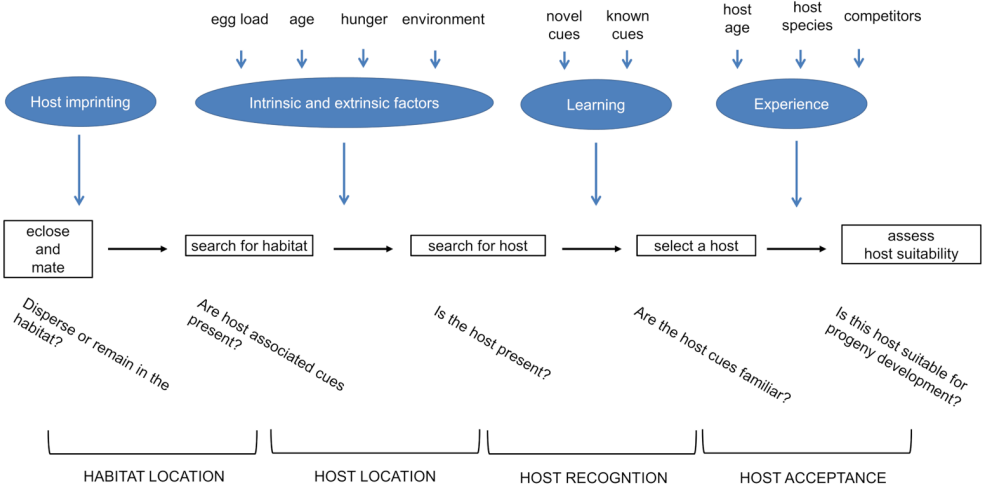 egg load
age
hunger
environment
novel
cues
known
cues
host
age
host
species
competitors
Host imprinting
Intrinsic and extrinsic factors
Learning
Experience
eclose
and
mate
search for habitat
search for host
select a host
assess
host suitability
Disperse or remain in the
habitat?
Are host associated cues
present?
Is the host present?
Are the host cues familiar?
Is this host suitable for
progeny development?
HABITAT LOCATION
HOST LOCATION
HOST RECOGNTION
HOST ACCEPTANCE